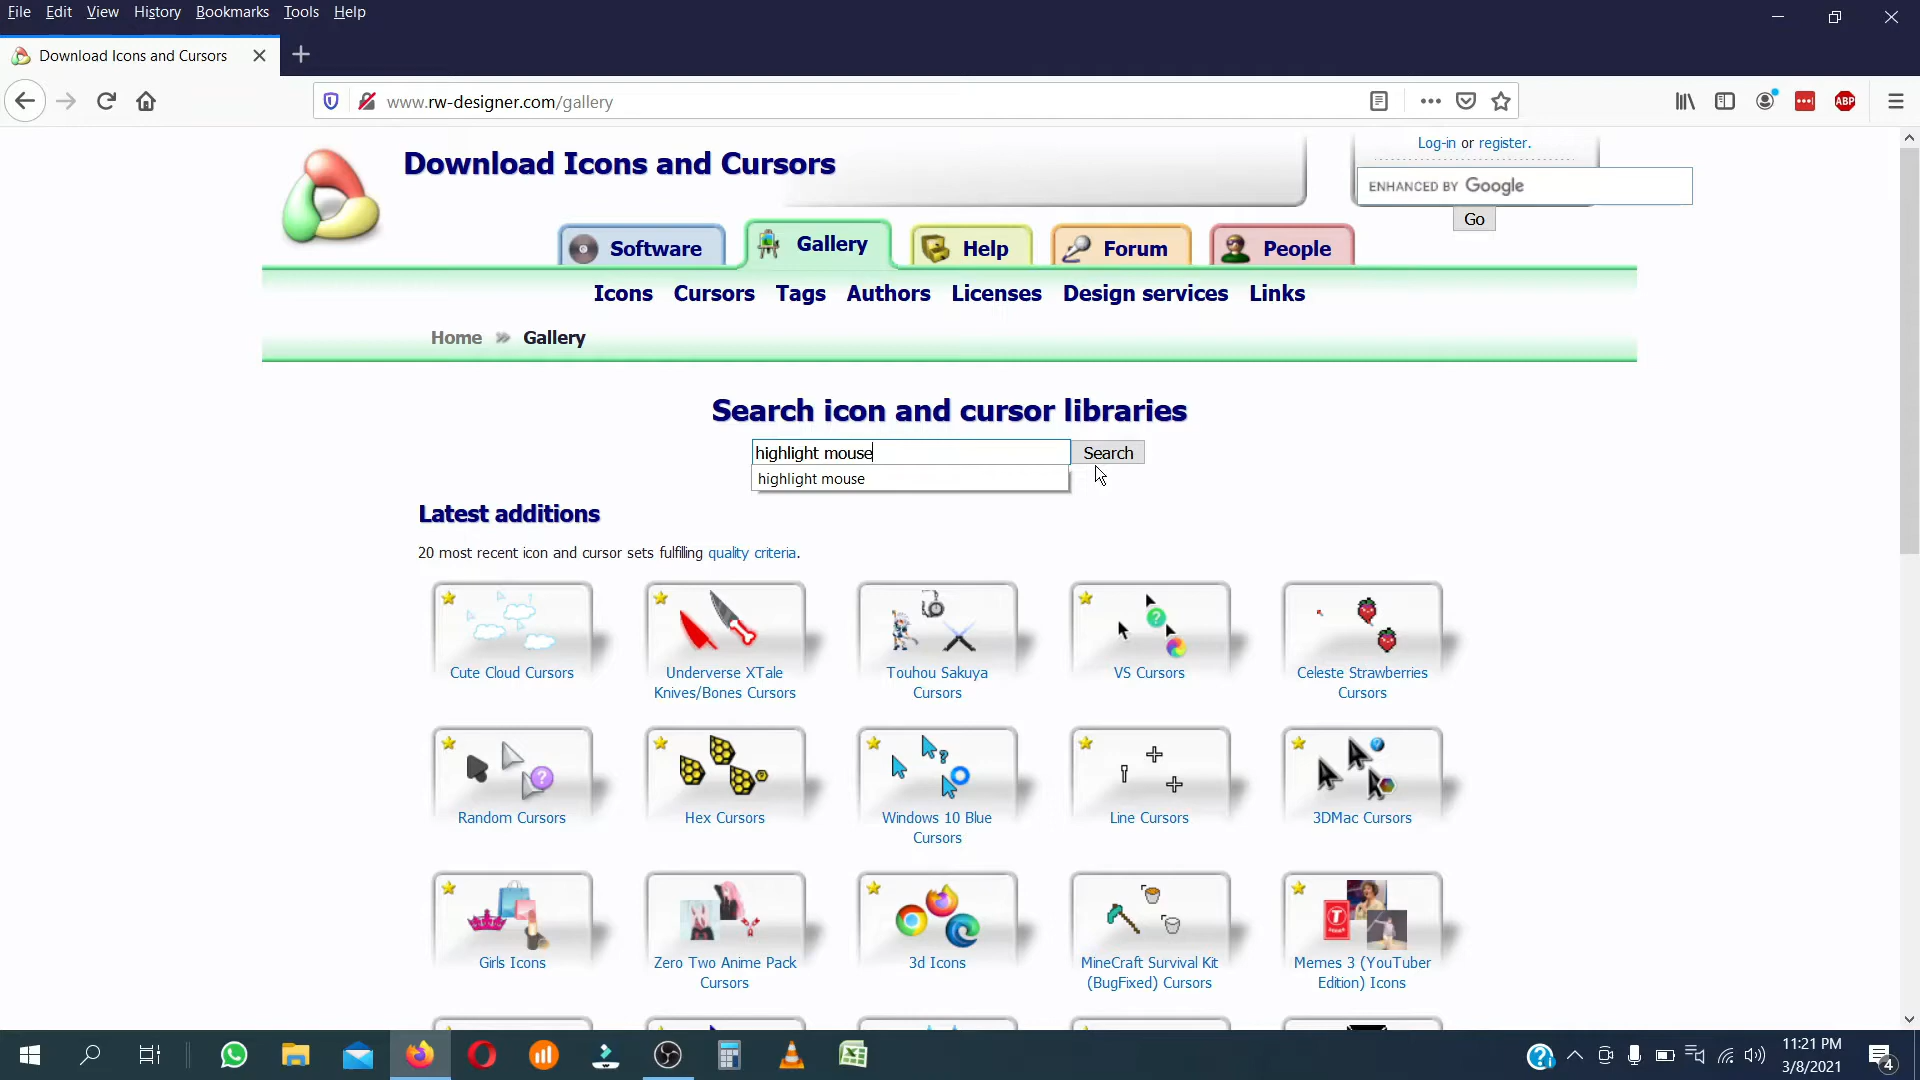 File Edit View History Bookmarks Tools Help
Download Icons and Cursors
www.rw-designer.com/gallery
ABP
Download Icons and Cursors
Log-in or register.
ENHANCED BY Google
Go
Software Gallery Help Forum People
Icons Cursors Tags Authors Licenses Design services Links
Home » Gallery
Search icon and cursor libraries
highlight mouse Search
highlight mouse
Latest additions
20 most recent icon and cursor sets fulfilling quality criteria.
Cute Cloud Cursors
Underverse XTale
Knives/Bones Cursors
Touhou Sakuya
Cursors
VS Cursors
Celeste Strawberries
Cursors
Random Cursors
Hex Cursors
Windows 10 Blue
Cursors
Line Cursors
3DMac Cursors
Girls Icons
Zero Two Anime Pack
Cursors
3d Icons
MineCraft Survival Kit
(BugFixed) Cursors
Memes 3 (YouTuber
Edition) Icons
11:21 PM
3/8/2021
4